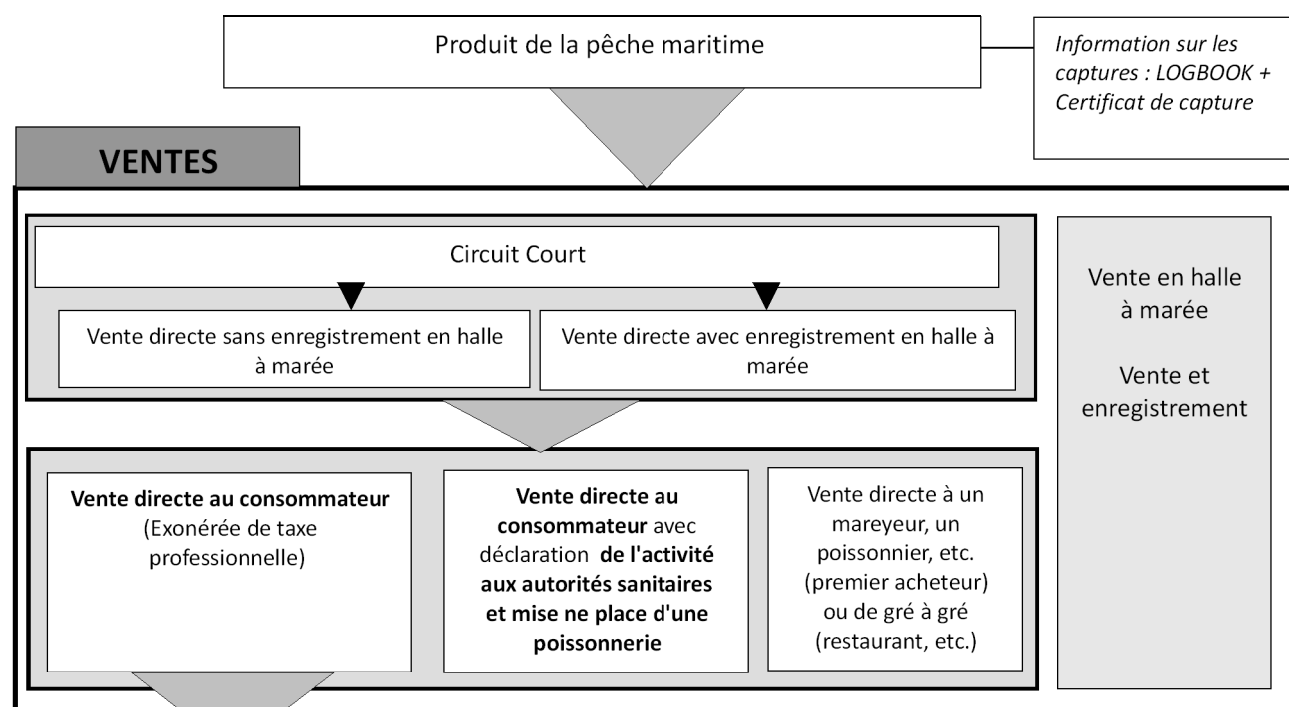 Produit de la pêche maritime
Information sur les
captures : LOGBOOK +
Certificat de capture
VENTES
Circuit Court
Vente directe sans enregistrement en halle
à marée
Vente directe avec enregistrement en halle à
marée
Vente en halle
à marée
Vente et
enregistrement
Vente directe au consommateur
(Exonérée de taxe
professionnelle)
Vente directe au
consommateur avec
déclaration de l'activité
aux autorités sanitaires
et mise ne place d'une
poissonnerie
Vente directe à un
mareyeur, un
poissonnier, etc.
(premier acheteur)
ou de gré à gré
(restaurant, etc.)